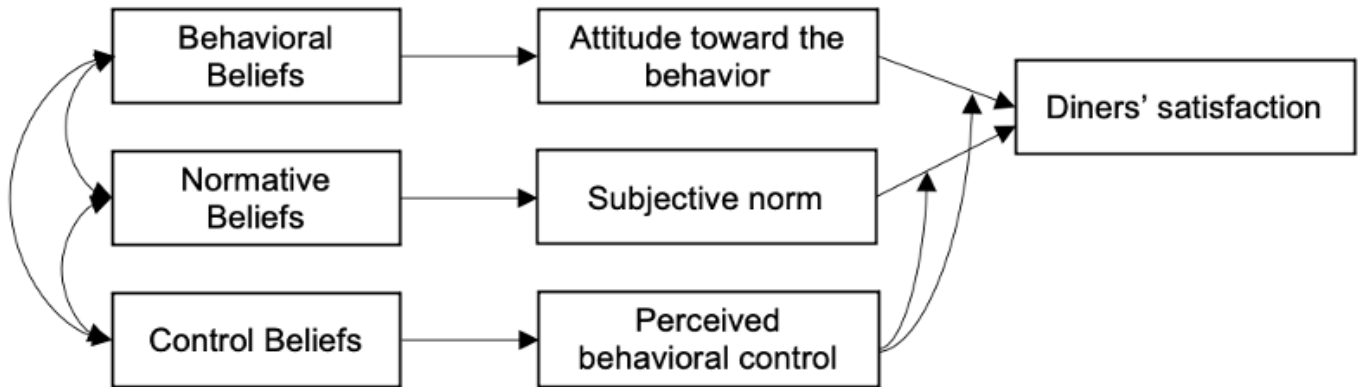 Behavioral
Beliefs
Attitude toward the
behavior
Diners’ satisfaction
Normative
Beliefs
Subjective norm
Control Beliefs
Perceived
behavioral control